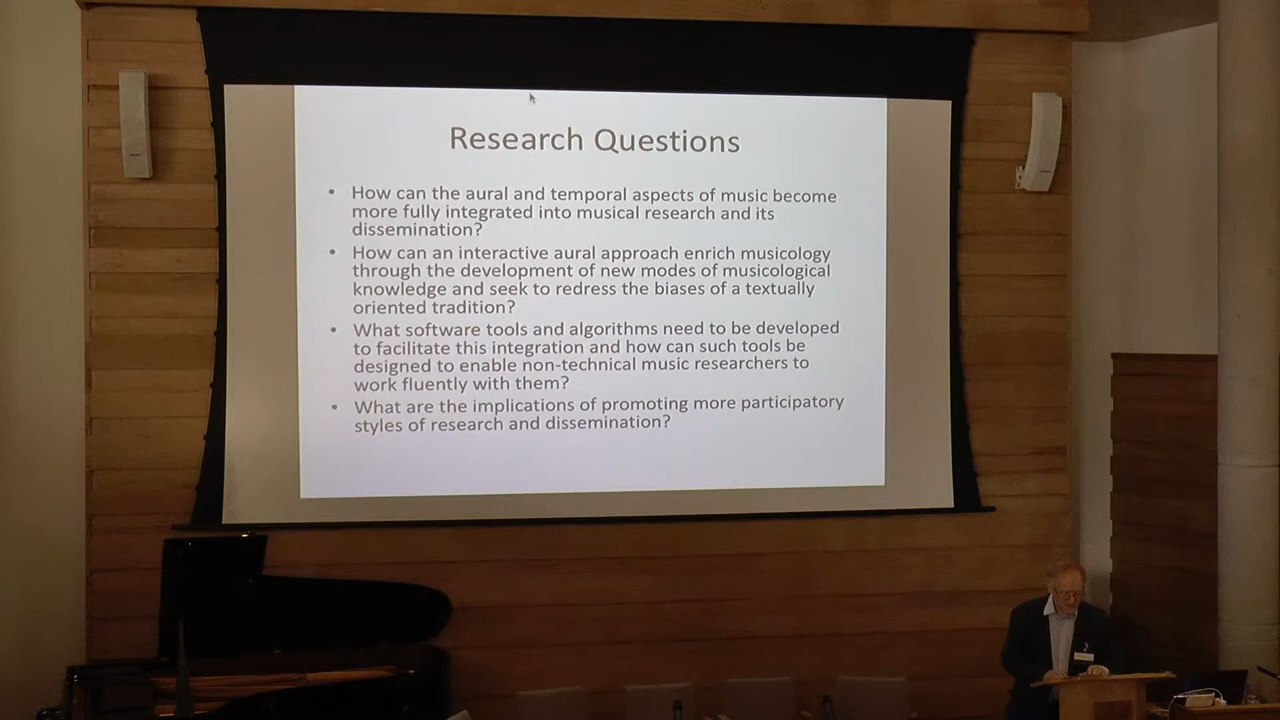 Research Questions
• How can the aural and temporal aspects of music become
more fully integrated into musical research and its
dissemination?
• How can an interactive aural approach enrich musicology
through the development of new modes of musicological
knowledge and seek to redress the biases of a textually
oriented tradition?
• What software tools and algorithms need to be developed
to facilitate this integration and how can such tools be
designed to enable non-technical music researchers to
work fluently with them?
• What are the implications of promoting more participatory
styles of research and dissemination?